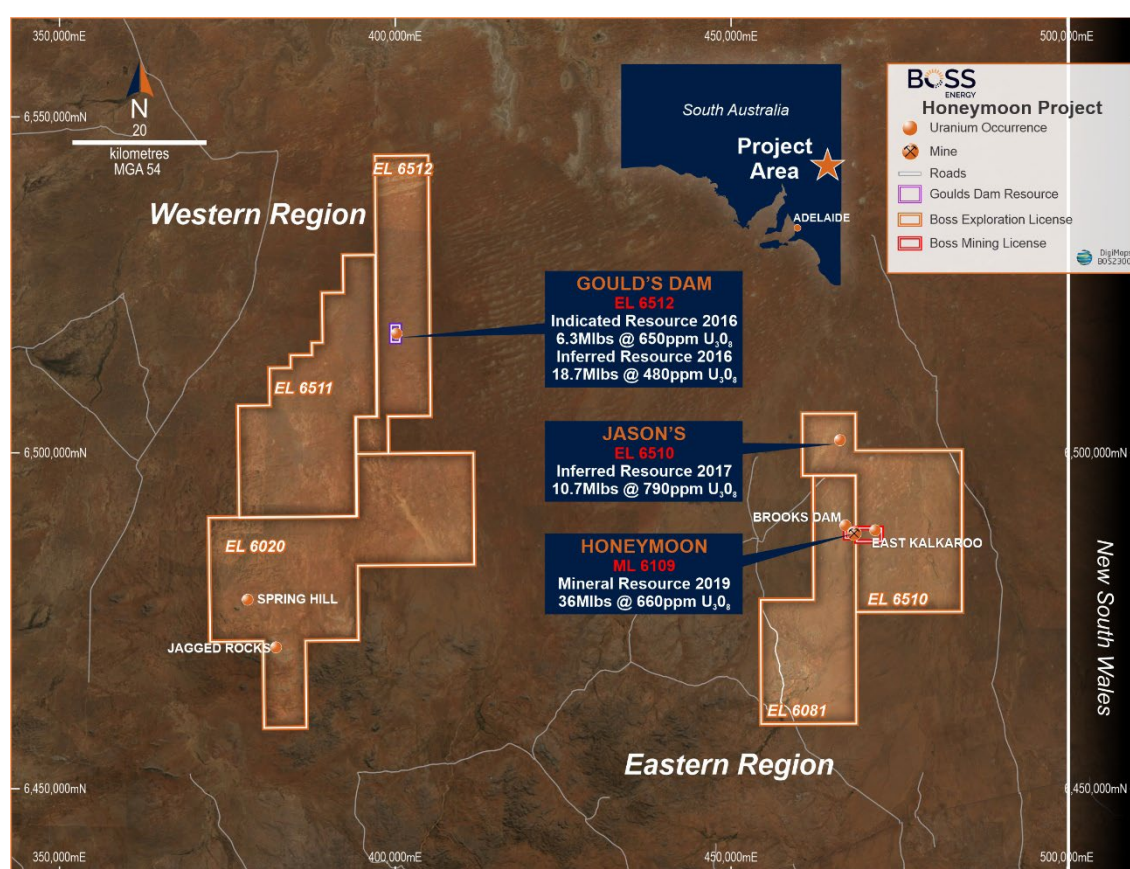 350,000mE
400,000mE
450,000mE
500,000mE
N
20
kilometres
MGA 54
6,550,000mN
EL 6512
Western Region
South Australia
Project
Area
ADELAIDE
BOSS
ENERGY
Honeymoon Project
Uranium Occurrence
Mine
Roads
Goulds Dam Resource
Boss Exploration License
Boss Mining License
DigiMaps
BOS2300
GOULD'S DAM
EL 6512
Indicated Resource 2016
6.3Mlbs @ 650ppm U₃0₈
Inferred Resource 2016
18.7Mlbs @ 480ppm U₃0₈
EL 6511
6,500,000mN
JASON'S
EL 6510
Inferred Resource 2017
10.7Mlbs @ 790ppm U₃0₈
6,500,000mN
BROOKS DAM
EAST KALKAROO
EL 6020
HONEYMOON
ML 6109
Mineral Resource 2019
36Mlbs @ 660ppm U₃0₈
SPRING HILL
EL 6510
JAGGED ROCKS
EL 6081
New South Wales
Eastern Region
6,450,000mN
6,450,000mN
350,000mE
400,000mE
450,000mE
500,000mE